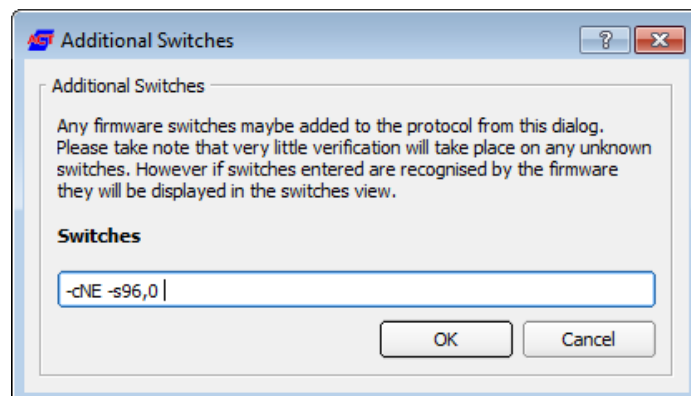 AGT Additional Switches
Additional Switches
Any firmware switches maybe added to the protocol from this dialog.
Please take note that very little verification will take place on any unknown
switches. However if switches entered are recognised by the firmware
they will be displayed in the switches view.
Switches
-cNE -s96,0
OK Cancel